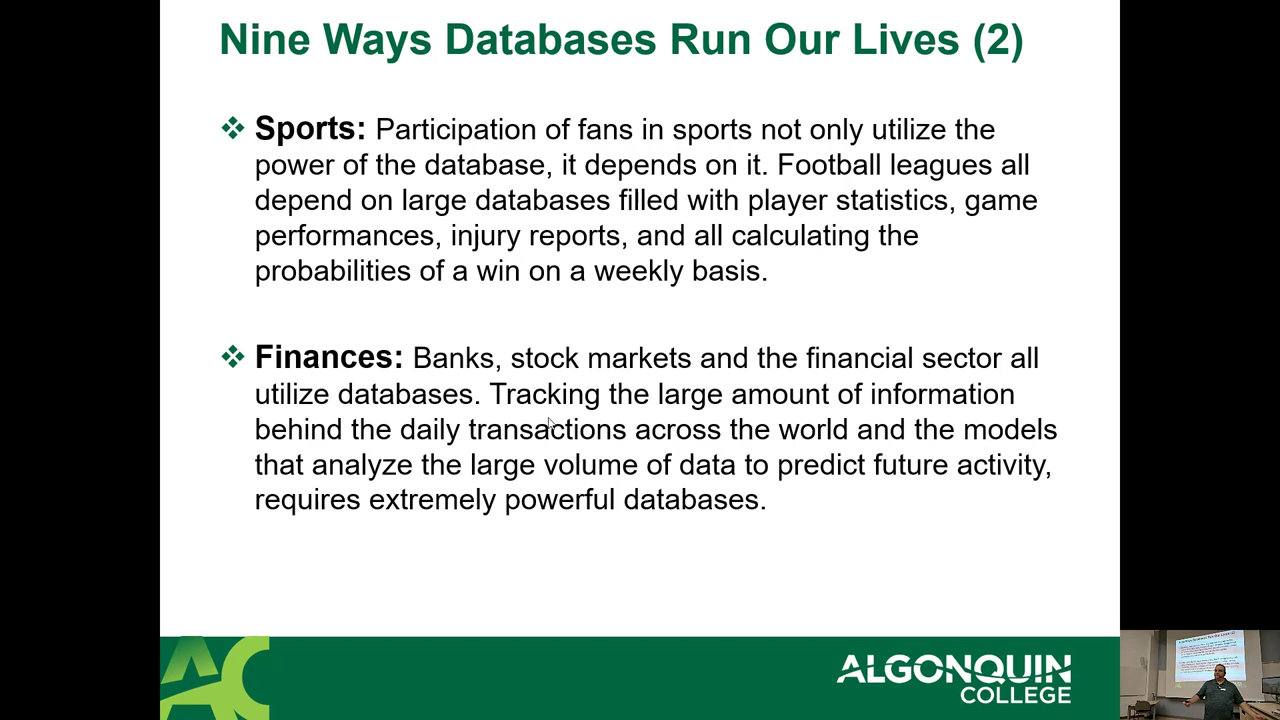 Nine Ways Databases Run Our Lives (2)
Sports: Participation of fans in sports not only utilize the
power of the database, it depends on it. Football leagues all
depend on large databases filled with player statistics, game
performances, injury reports, and all calculating the
probabilities of a win on a weekly basis.
Finances: Banks, stock markets and the financial sector all
utilize databases. Tracking the large amount of information
behind the daily transactions across the world and the models
that analyze the large volume of data to predict future activity,
requires extremely powerful databases.
AC
ALGONQUIN
COLLEGE